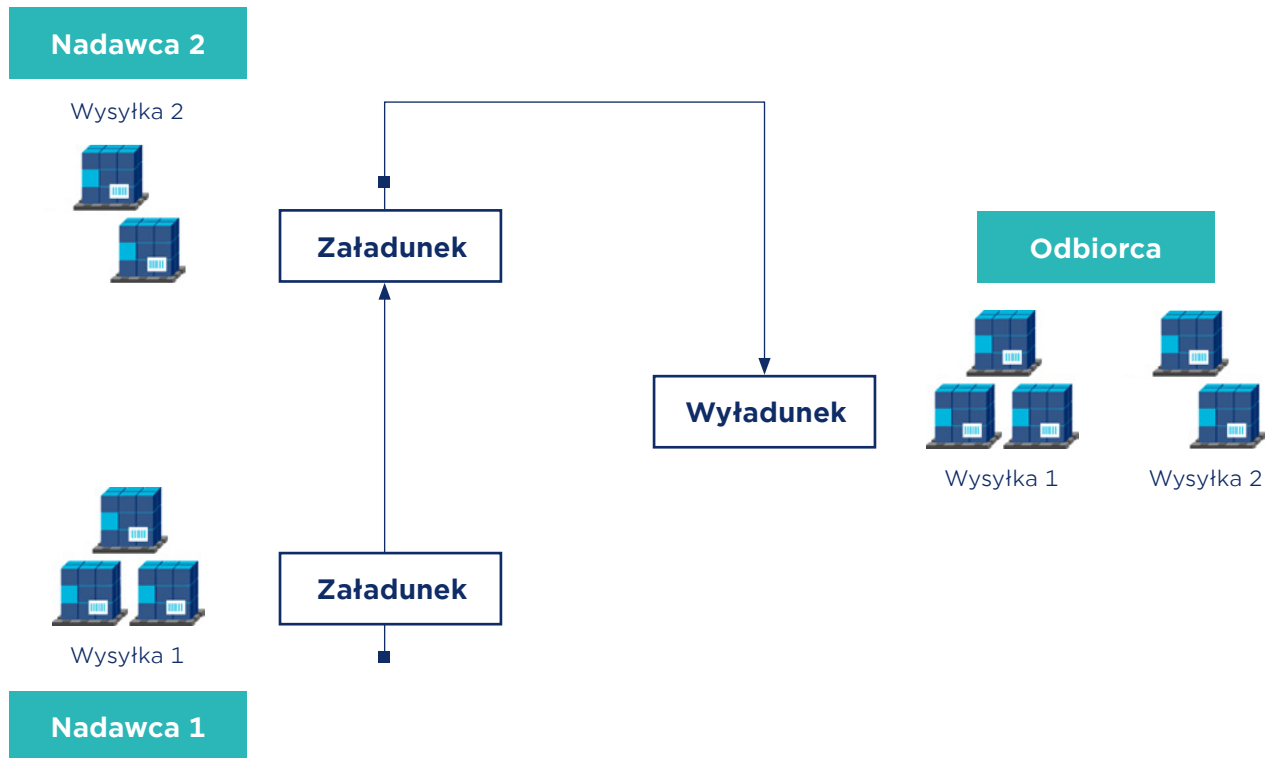 Nadawca 2
Wysyłka 2
Załadunek
Odbiorca
Wyładunek
Wysyłka 1
Wysyłka 2
Załadunek
Wysyłka 1
Nadawca 1